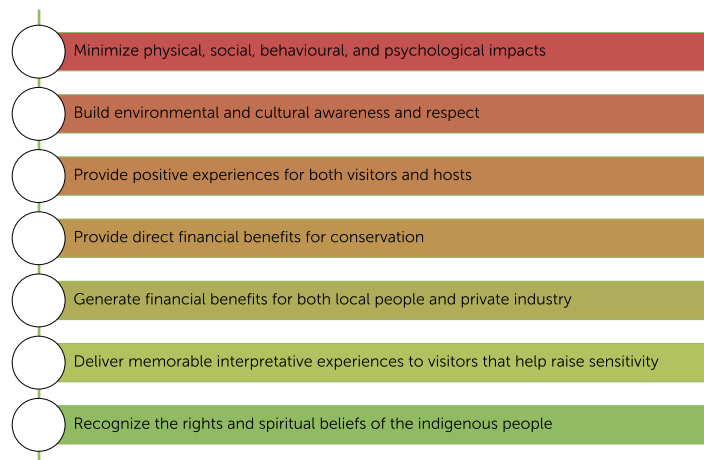 Minimize physical, social, behavioural, and psychological impacts
Build environmental and cultural awareness and respect
Provide positive experiences for both visitors and hosts
Provide direct financial benefits for conservation
Generate financial benefits for both local people and private industry
Deliver memorable interpretative experiences to visitors that help raise sensitivity
Recognize the rights and spiritual beliefs of the indigenous people